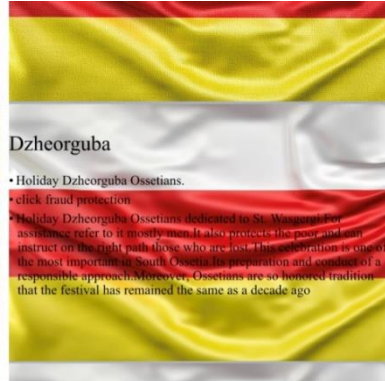 Dzheorguba
• Holiday Dzheorguba Ossetians.
• click fraud protection
• Holiday Dzheorguba Ossetians dedicated to St. Wasgergi.For
assistance refer to it mostly men.It also protects the poor and can
instruct on the right path those who are lost.This celebration is one of
the most important in South Ossetia.Its preparation and conduct of a
responsible approach.Moreover, Ossetians are so honored tradition
that the festival has remained the same as a decade ago